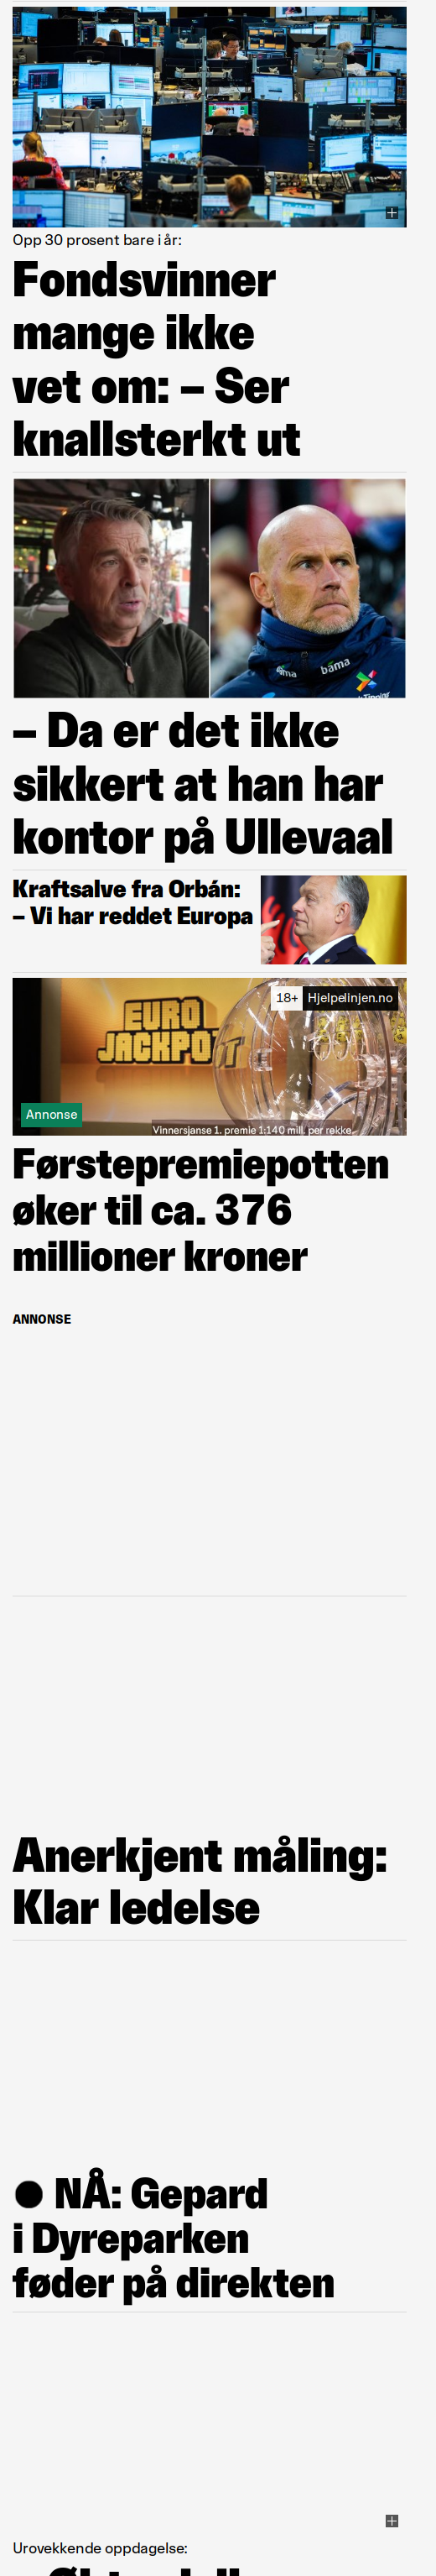 Opp 30 prosent bare i år:
Fondsvinner
mange ikke
vet om: – Ser
knallsterkt ut
bama
– Da er det ikke
sikkert at han har
kontor på Ullevaal
Kraftsalve fra Orbán:
– Vi har reddet Europa
18+ Hjelpelinjen.no
EURO
JACKPOT
Annonse
Vinnersjanse 1. premie 1:140 mill. per rekke.
Førstepremiepotten
øker til ca. 376
millioner kroner
ANNONSE
Anerkjent måling:
Klar ledelse
● NÅ: Gepard
i Dyreparken
føder på direkten
Urovekkende oppdagelse: